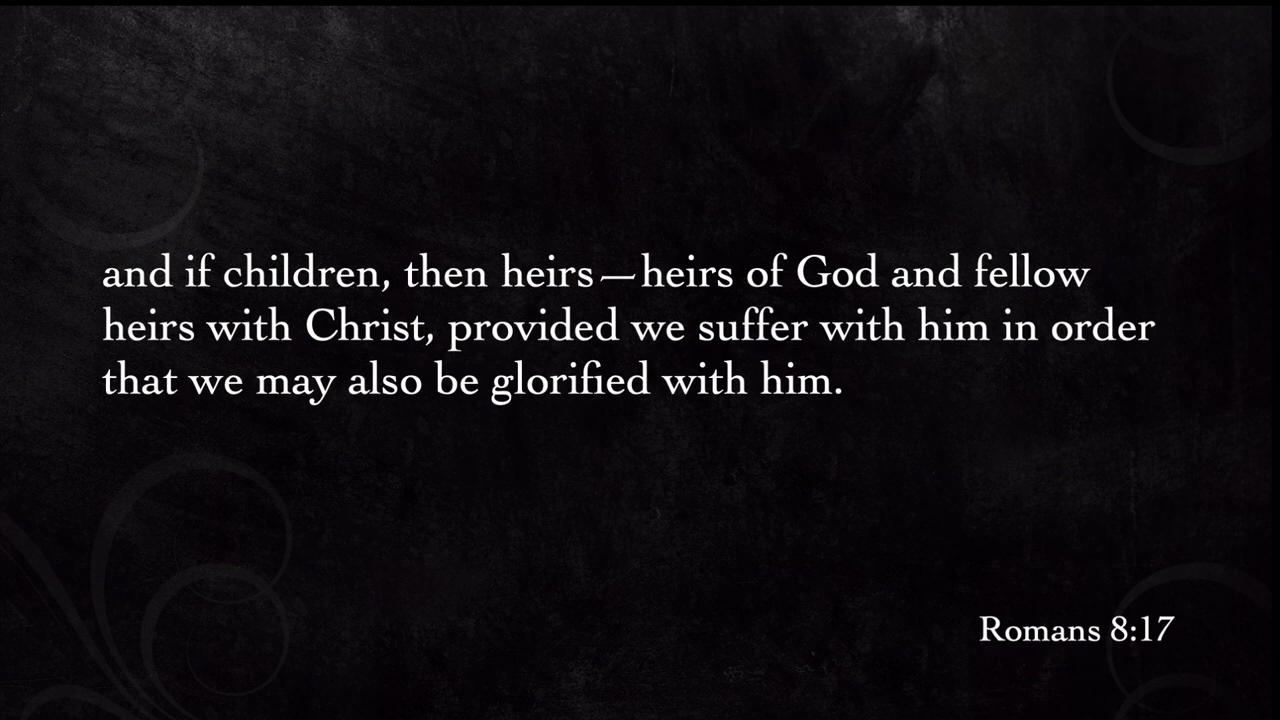 and if children, then heirs—heirs of God and fellow
heirs with Christ, provided we suffer with him in order
that we may also be glorified with him.
Romans 8:17